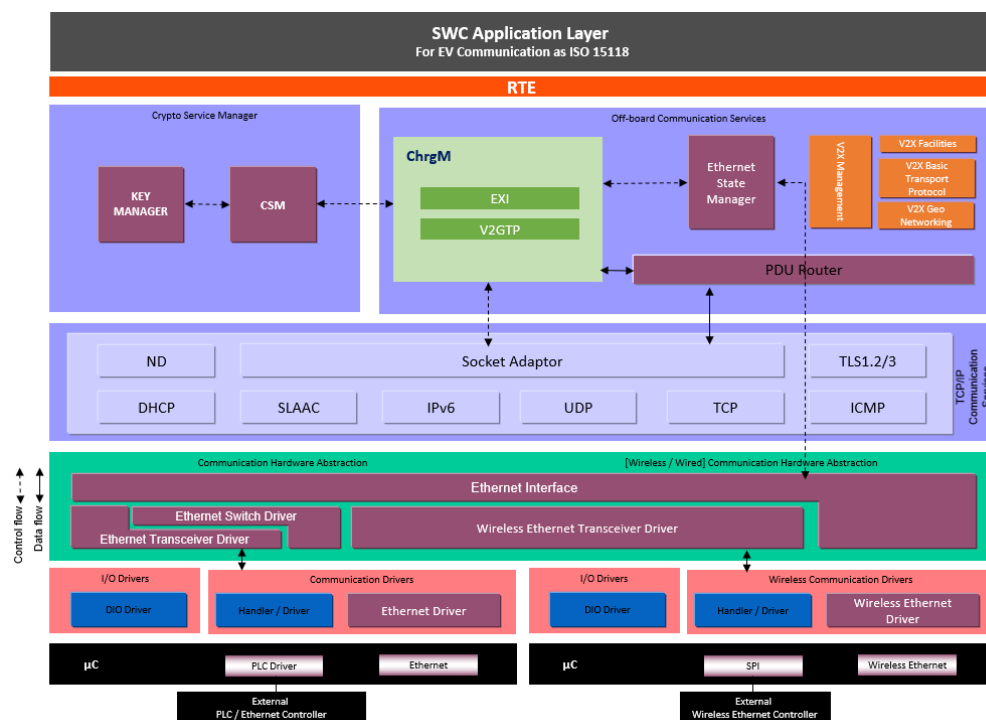 SWC Application Layer
For EV Communication as ISO 15118
RTE
Crypto Service Manager
Off-board Communication Services
KEY
MANAGER
CSM
ChrgM
EXI
V2GTP
Ethernet
State
Manager
V2X Management
V2X Facilities
V2X Basic
Transport
Protocol
V2X Geo
Networking
PDU Router
ND
Socket Adaptor
TLS1.2/3
DHCP
SLAAC
IPv6
UDP
TCP
ICMP
TCP/IP
Communication
Control flow
Data flow
Communication Hardware Abstraction
[Wireless / Wired] Communication Hardware Abstraction
Ethernet Interface
Ethernet Switch Driver
Ethernet Transceiver Driver
Wireless Ethernet Transceiver Driver
I/O Drivers
DIO Driver
Communication Drivers
Handler / Driver
Ethernet Driver
I/O Drivers
DIO Driver
Wireless Communication Drivers
Handler / Driver
Wireless Ethernet
Driver
µC
PLC Driver
Ethernet
µC
SPI
Wireless Ethernet
External
PLC / Ethernet Controller
External
Wireless Ethernet Controller